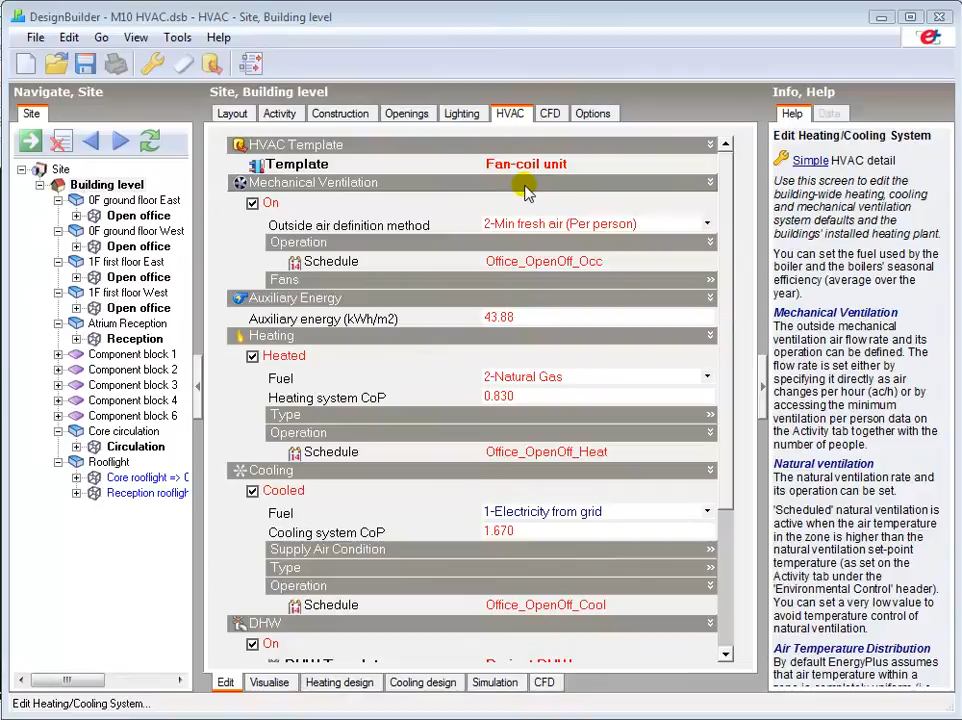 DesignBuilder - M10 HVAC.dsb - HVAC - Site, Building level
File Edit Go View Tools Help
Navigate, Site
Site
Site
Building level
0F ground floor East
Open office
0F ground floor West
Open office
1F first floor East
Open office
1F first floor West
Open office
Atrium Reception
Reception
Component block 1
Component block 2
Component block 3
Component block 4
Component block 6
Core circulation
Circulation
Rooflight
Core rooflight => C
Reception roofligh
Site, Building level
Layout Activity Construction Openings Lighting HVAC CFD Options
HVAC Template
Template Fan-coil unit
Mechanical Ventilation
On
Outside air definition method 2-Min fresh air (Per person)
Operation
Schedule Office_OpenOff_Occ
Fans
Auxiliary Energy
Auxiliary energy (kWh/m2) 43.88
Heating
Heated
Fuel 2-Natural Gas
Heating system CoP 0.830
Type
Operation
Schedule Office_OpenOff_Heat
Cooling
Cooled
Fuel 1-Electricity from grid
Cooling system CoP 1.670
Supply Air Condition
Type
Operation
Schedule Office_OpenOff_Cool
DHW
On
Edit Visualise Heating design Cooling design Simulation CFD
Info, Help
Help Data
Edit Heating/Cooling System
Simple HVAC detail
Use this screen to edit the
building-wide heating, cooling
and mechanical ventilation
system defaults and the
buildings' installed heating plant.
You can set the fuel used by the
boiler and the boilers' seasonal
efficiency (average over the
year).
Mechanical Ventilation
The outside mechanical
ventilation air flow rate and its
operation can be defined. The
flow rate is set either by
specifying it directly as air
changes per hour (ac/h) or by
accessing the minimum
ventilation per person data on
the Activity tab together with the
number of people.
Natural ventilation
The natural ventilation rate and
its operation can be set.
'Scheduled' natural ventilation is
active when the air temperature
in the zone is higher than the
natural ventilation set-point
temperature (as set on the
Activity tab under the
'Environmental Control' header).
You can set a very low value to
avoid temperature control of
natural ventilation.
Air Temperature Distribution
By default EnergyPlus assumes
that air temperature within a
Edit Heating/Cooling System...